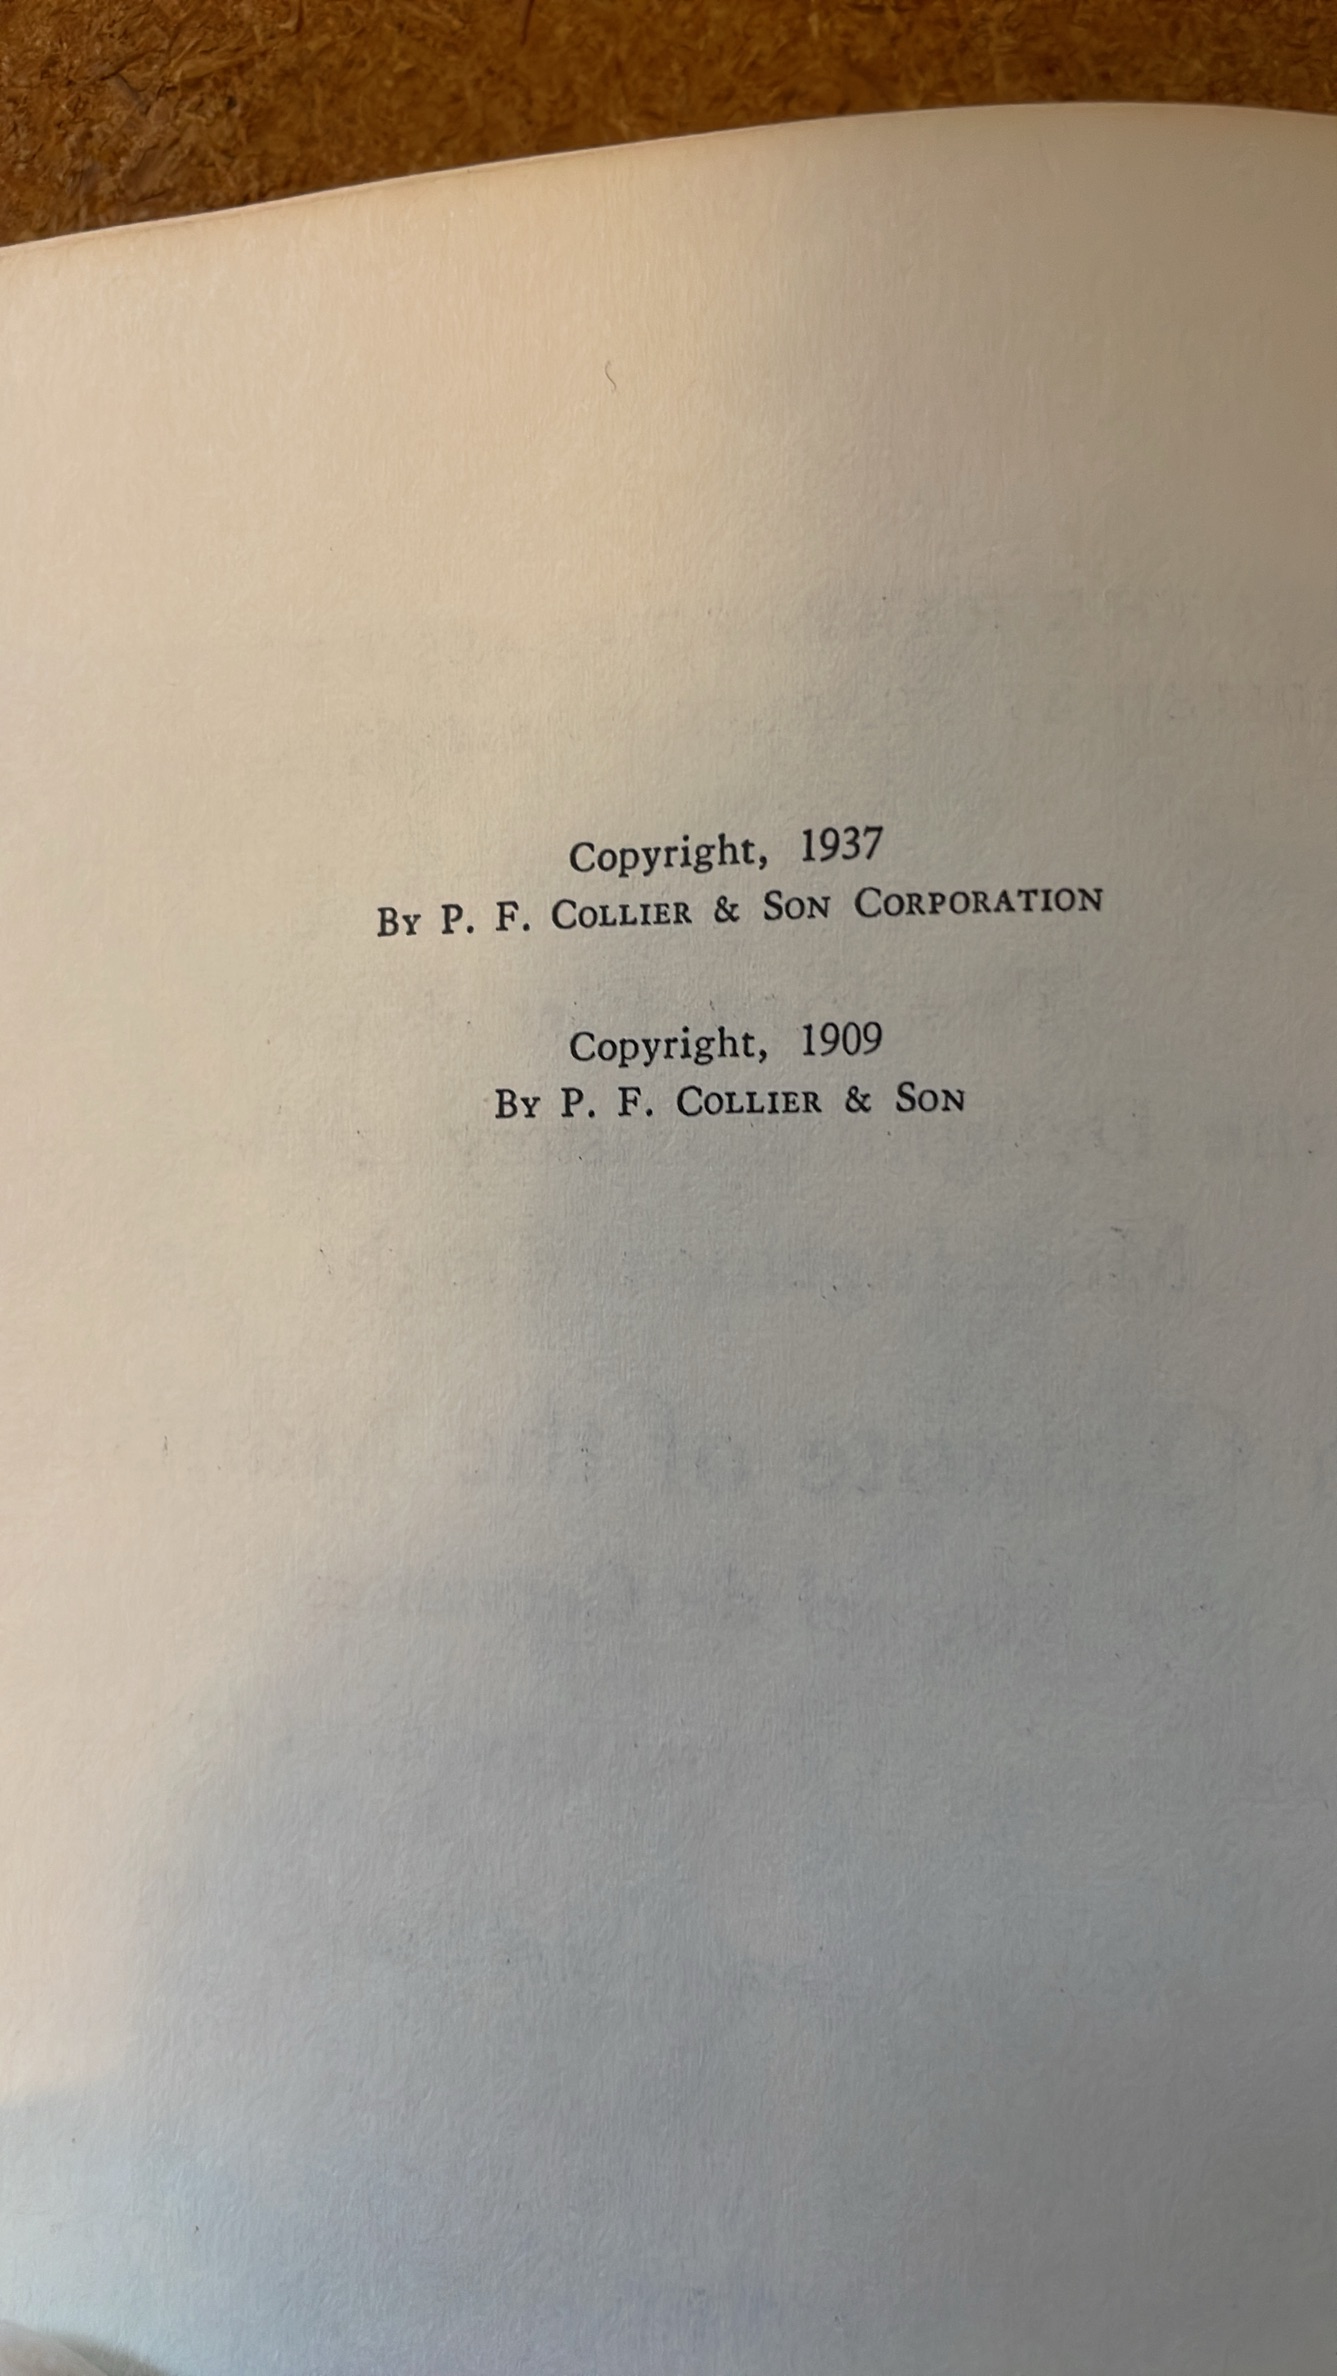 Copyright, 1937
By P. F. Collier & Son Corporation
Copyright, 1909
By P. F. Collier & Son